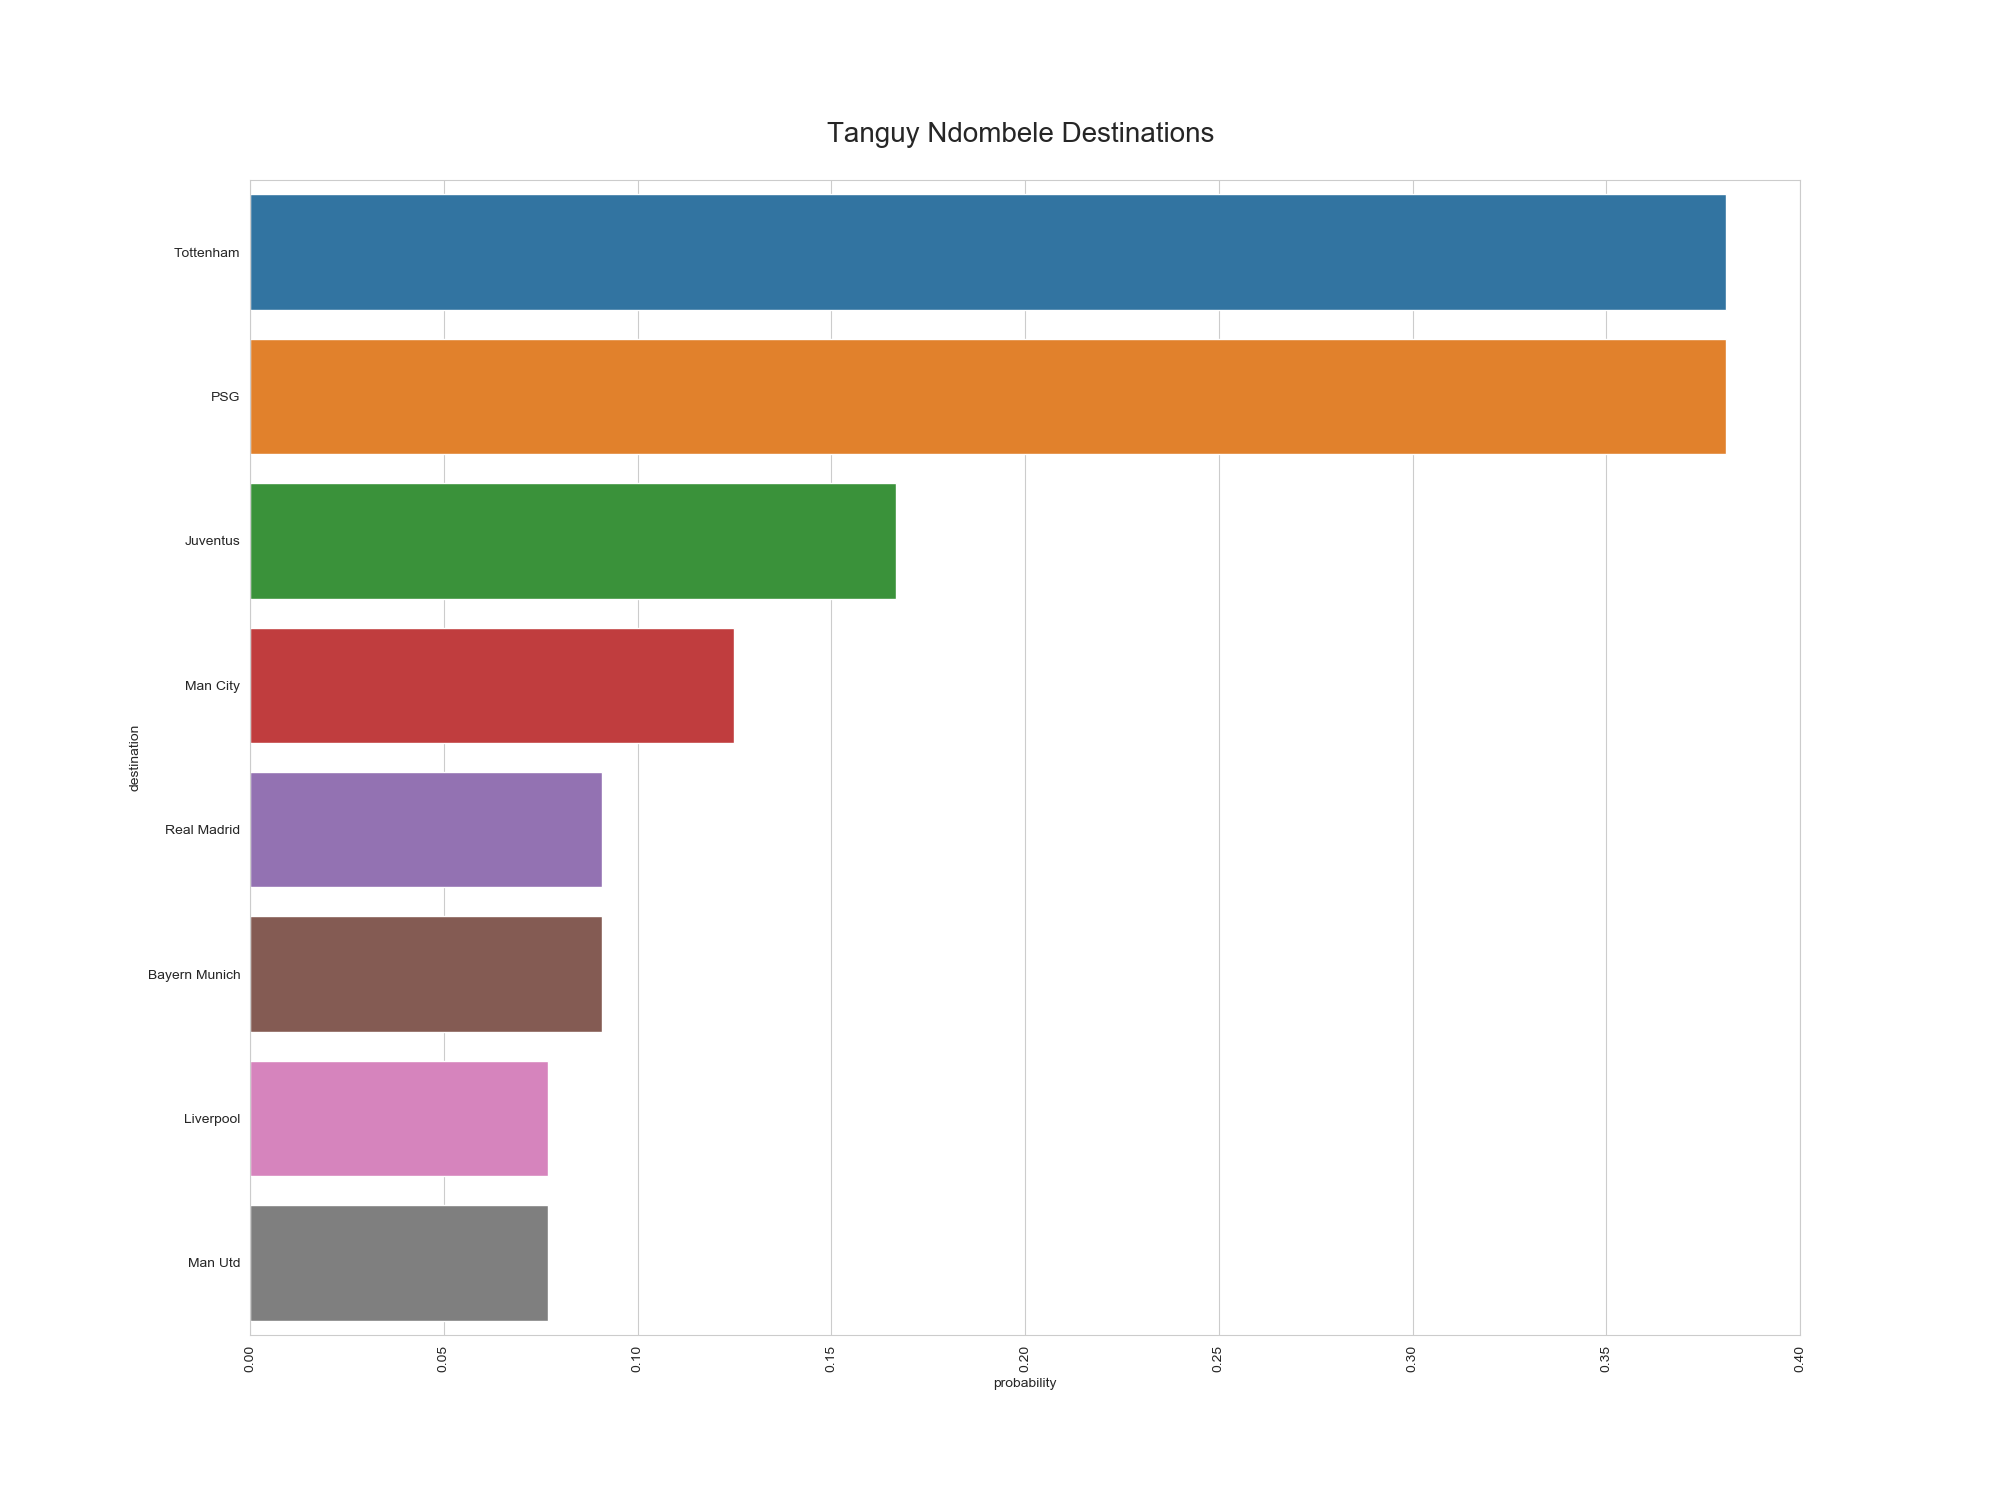 Tanguy Ndombele Destinations
Tottenham
PSG
Juventus
Man City
destination
Real Madrid
Bayern Munich
Liverpool
Man Utd
0.00 0.05 0.10 0.15 0.20 0.25 0.30 0.35 0.40
probability